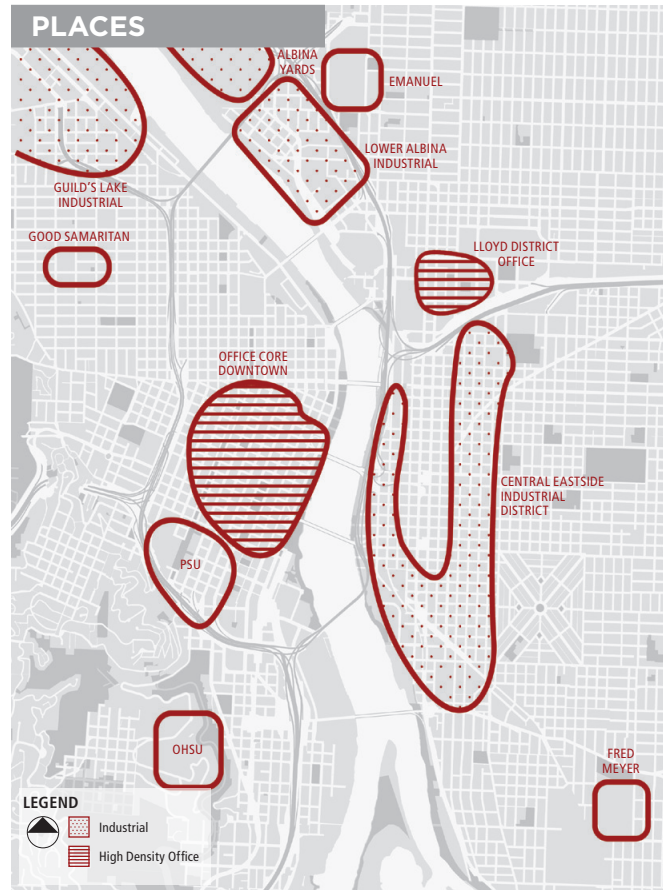 PLACES
ALBINA
YARDS
EMANUEL
LOWER ALBINA
INDUSTRIAL
GUILD'S LAKE
INDUSTRIAL
GOOD SAMARITAN
LLOYD DISTRICT
OFFICE
OFFICE CORE
DOWNTOWN
CENTRAL EASTSIDE
INDUSTRIAL
DISTRICT
PSU
OHSU
FRED
MEYER
LEGEND
Industrial
High Density Office